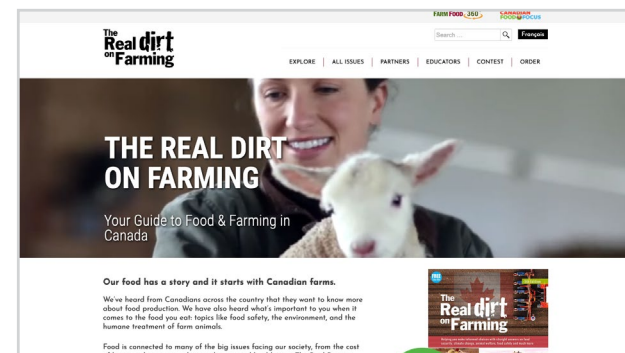 FARM FOOD 360
CANADIAN FOOD FOCUS
The Real dirt on Farming
Search ...
Français
EXPLORE
ALL ISSUES
PARTNERS
EDUCATORS
CONTEST
ORDER
THE REAL DIRT
ON FARMING
Your Guide to Food & Farming in
Canada
Our food has a story and it starts with Canadian farms.
We've heard from Canadians across the country that they want to know more
about food production. We have also heard what's important to you when it
comes to the food you eat: topics like food safety, the environment, and the
humane treatment of farm animals.
Food is connected to many of the big issues facing our society, from the cost
The
Real dirt
on Farming